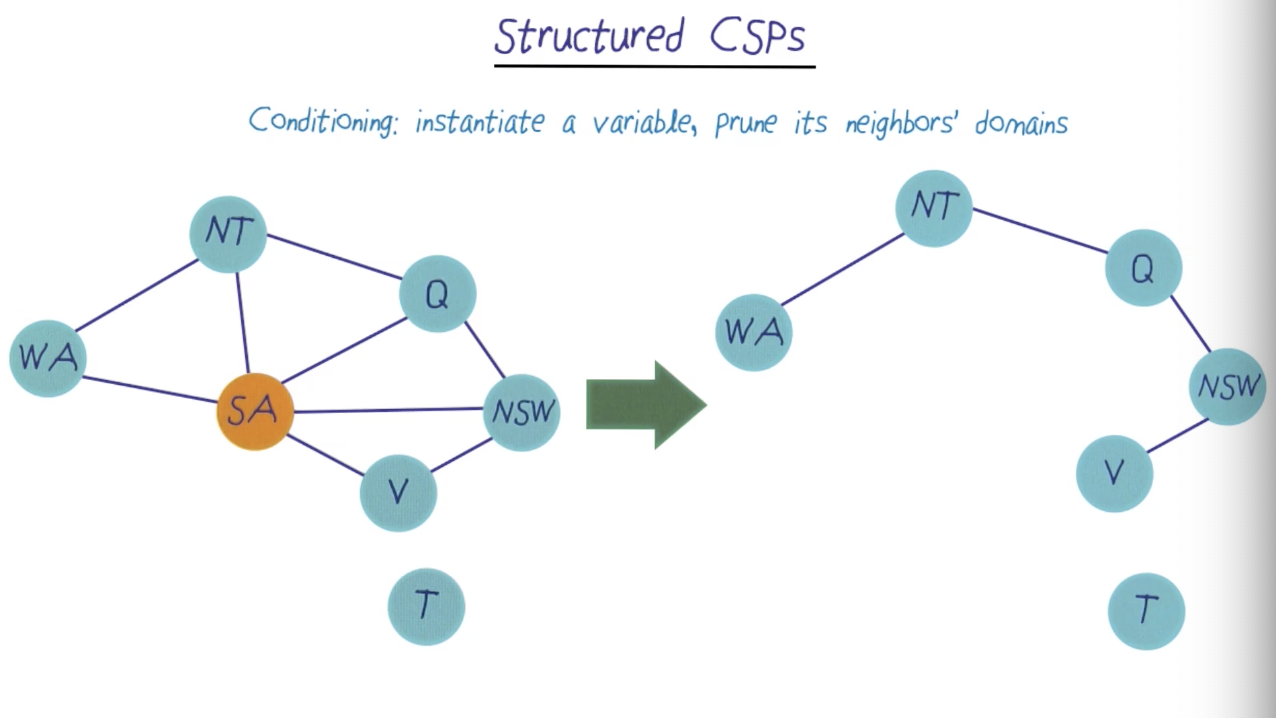 Structured CSPs
Conditioning: instantiate a variable, prune its neighbors' domains
NT
Q
WA
SA
NSW
V
T
NT
Q
WA
NSW
V
T